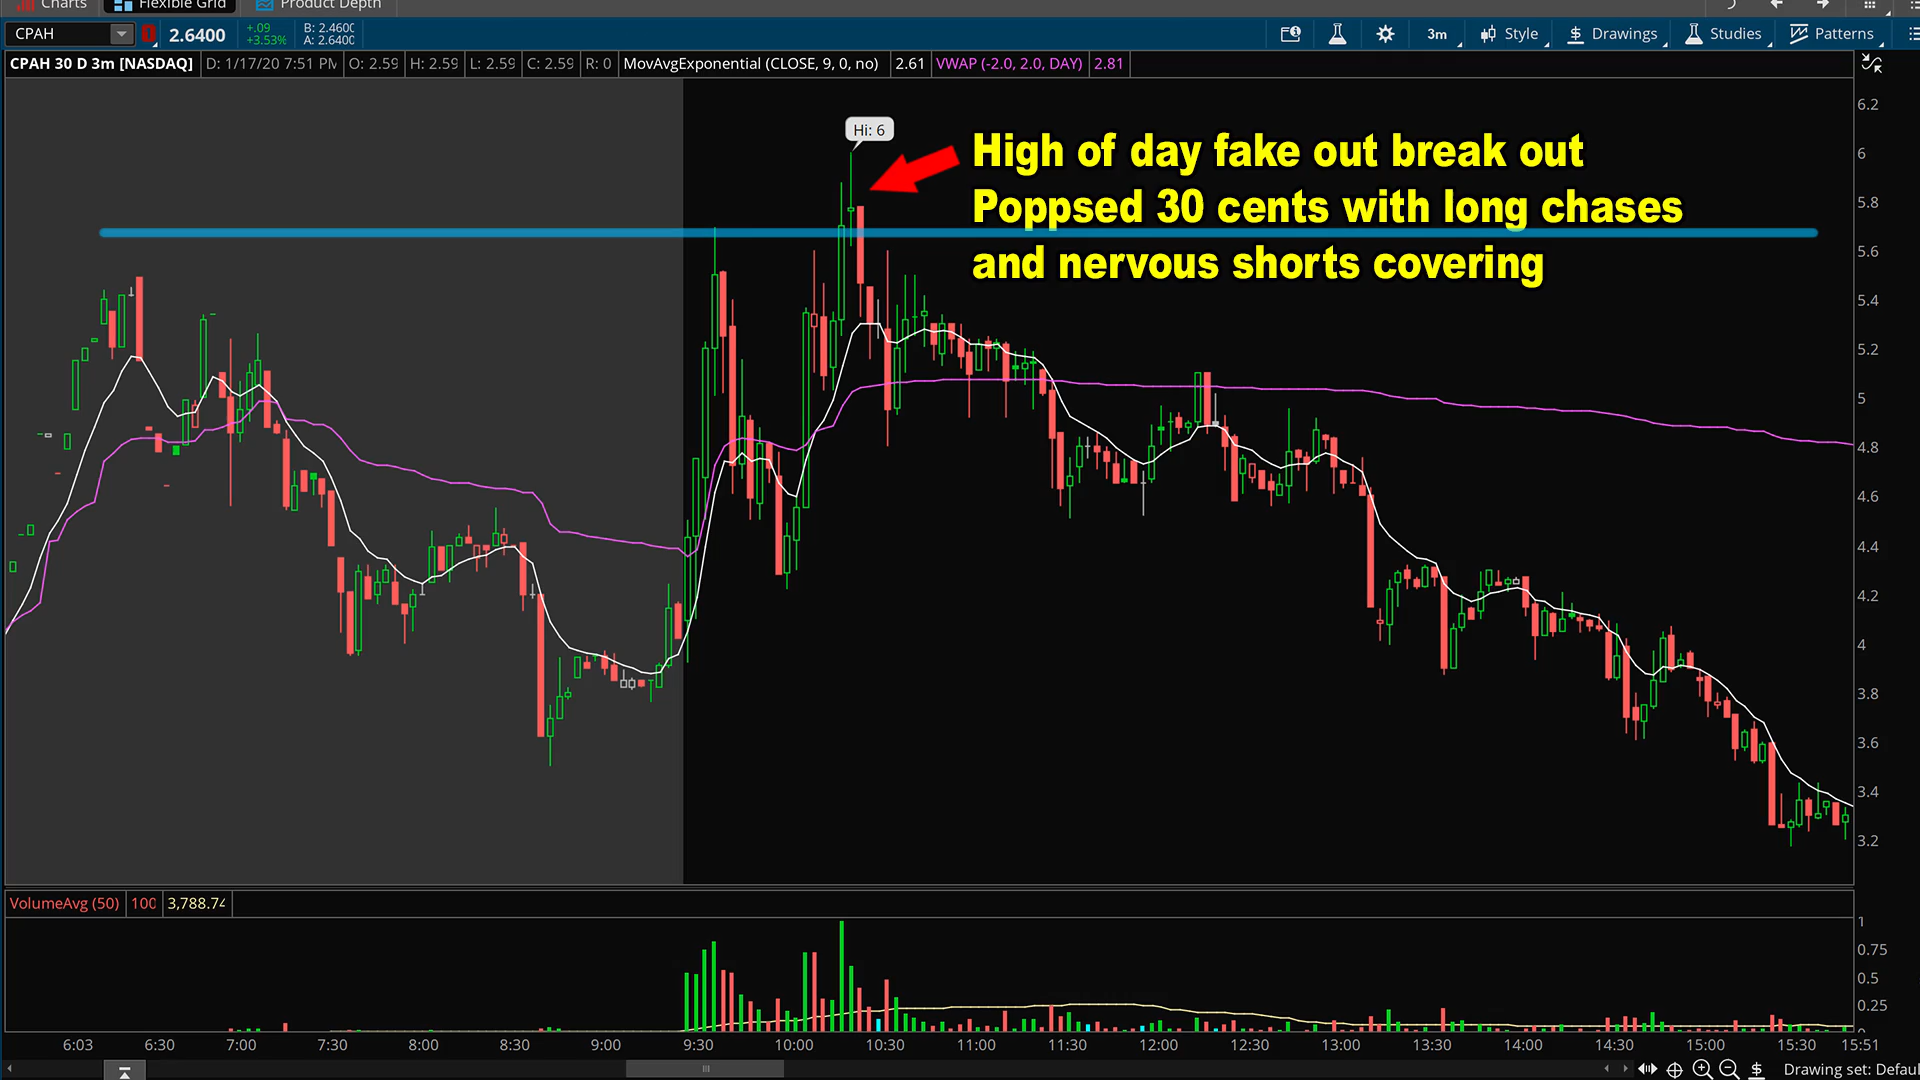 Charts Flexible Grid Product Depth
CPAH 2.6400 +.09 +3.53% B: 2.4600 A: 2.6400 3m Style Drawings Studies Patterns
CPAH 30 D 3m [NASDAQ] D: 1/17/20 7:51 PM O: 2.59 H: 2.59 L: 2.59 C: 2.59 R: 0 MovAvgExponential (CLOSE, 9, 0, no) 2.61 VWAP (-2.0, 2.0, DAY) 2.81
6.2
Hi: 6
6
High of day fake out break out
Poppsed 30 cents with long chases
and nervous shorts covering
5.8
5.6
5.4
5.2
5
4.8
4.6
4.4
4.2
4
3.8
3.6
3.4
3.2
VolumeAvg (50) 100 3,788.74
1
0.75
0.5
0.25
0
6:03 6:30 7:00 7:30 8:00 8:30 9:00 9:30 10:00 10:30 11:00 11:30 12:00 12:30 13:00 13:30 14:00 14:30 15:00 15:30 15:51
Drawing set: Defau